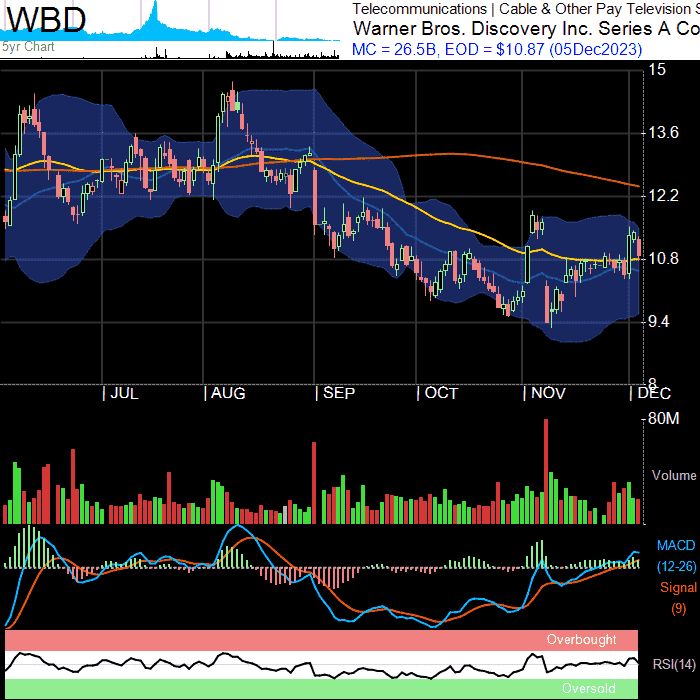 WBD
5yr Chart
Telecommunications | Cable & Other Pay Television S
Warner Bros. Discovery Inc. Series A Co
MC = 26.5B, EOD = $10.87 (05Dec2023)
15
13.6
12.2
10.8
9.4
8
JUL AUG SEP OCT NOV DEC
80M
Volume
MACD
(12-26)
Signal
(9)
Overbought
RSI(14)
Oversold